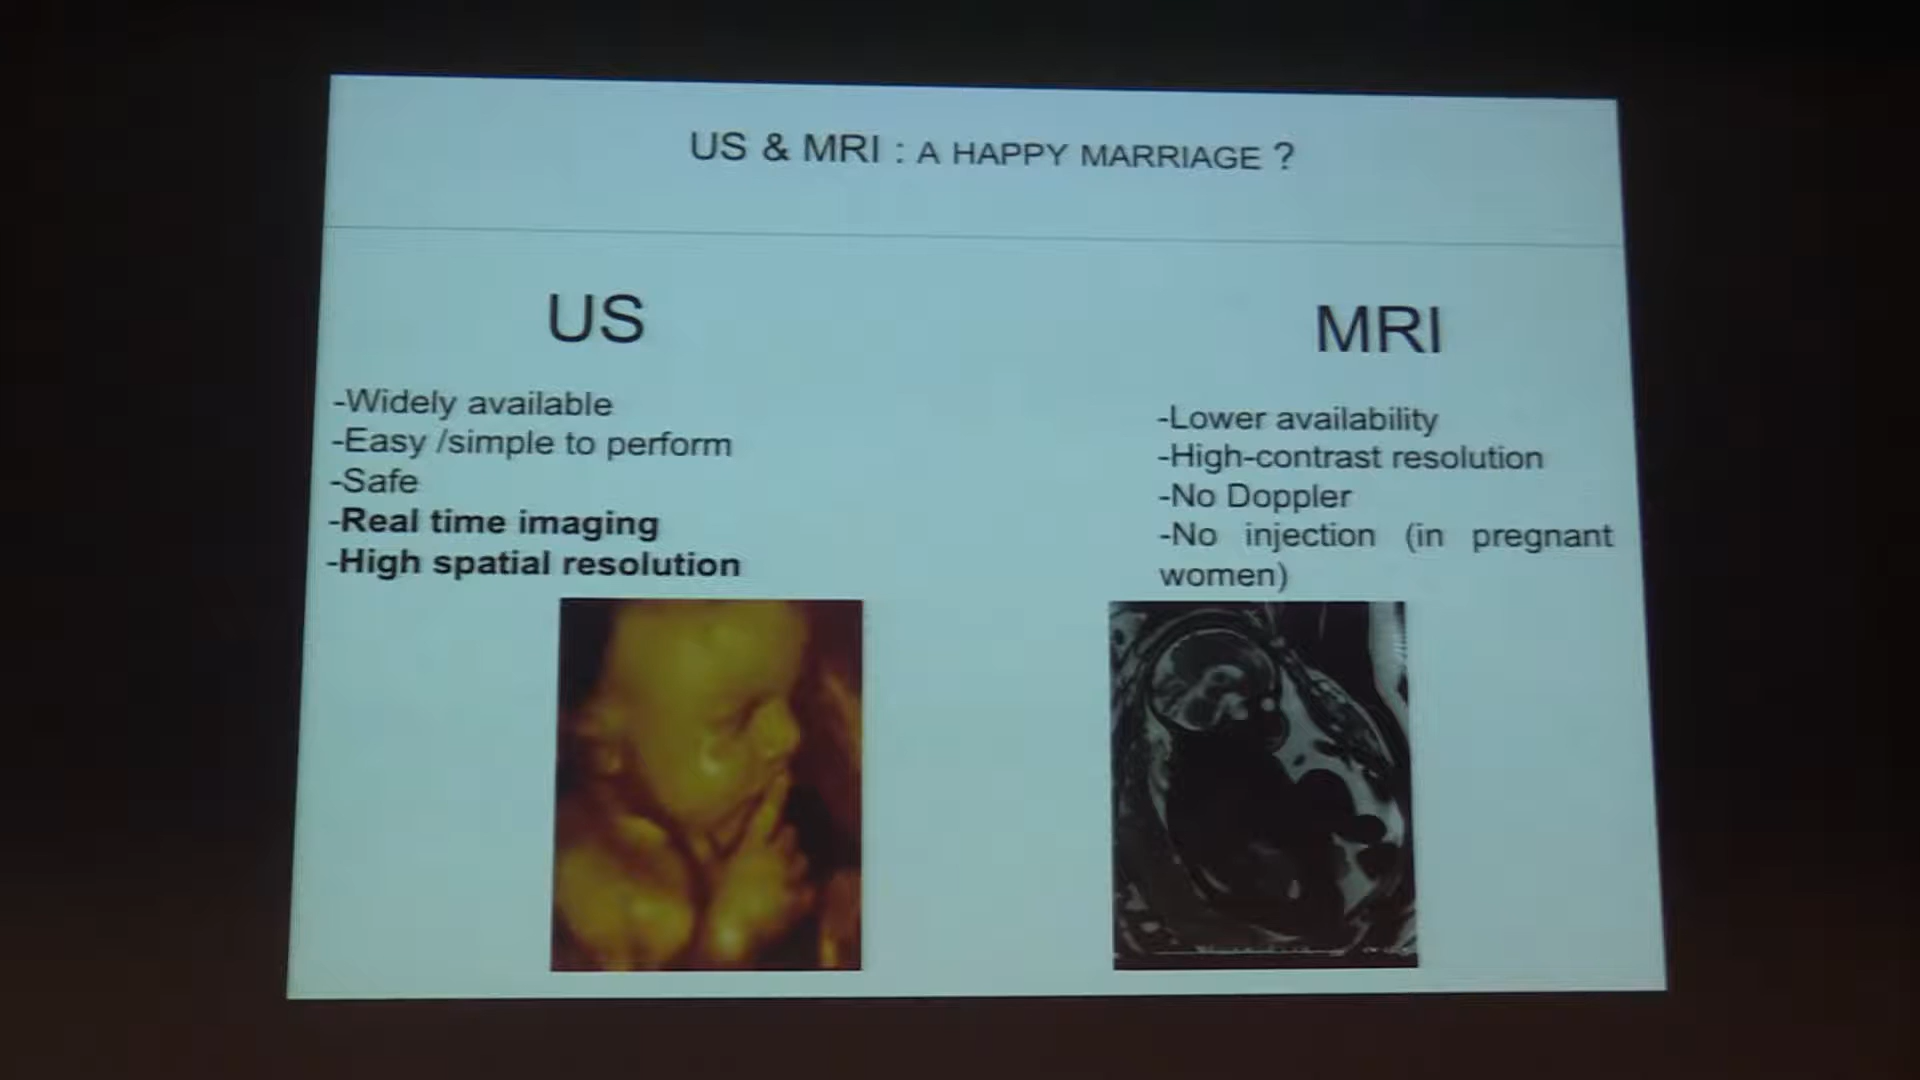 US & MRI : A HAPPY MARRIAGE ?
US
-Widely available
-Easy /simple to perform
-Safe
-Real time imaging
-High spatial resolution
MRI
-Lower availability
-High-contrast resolution
-No Doppler
-No injection (in pregnant
women)